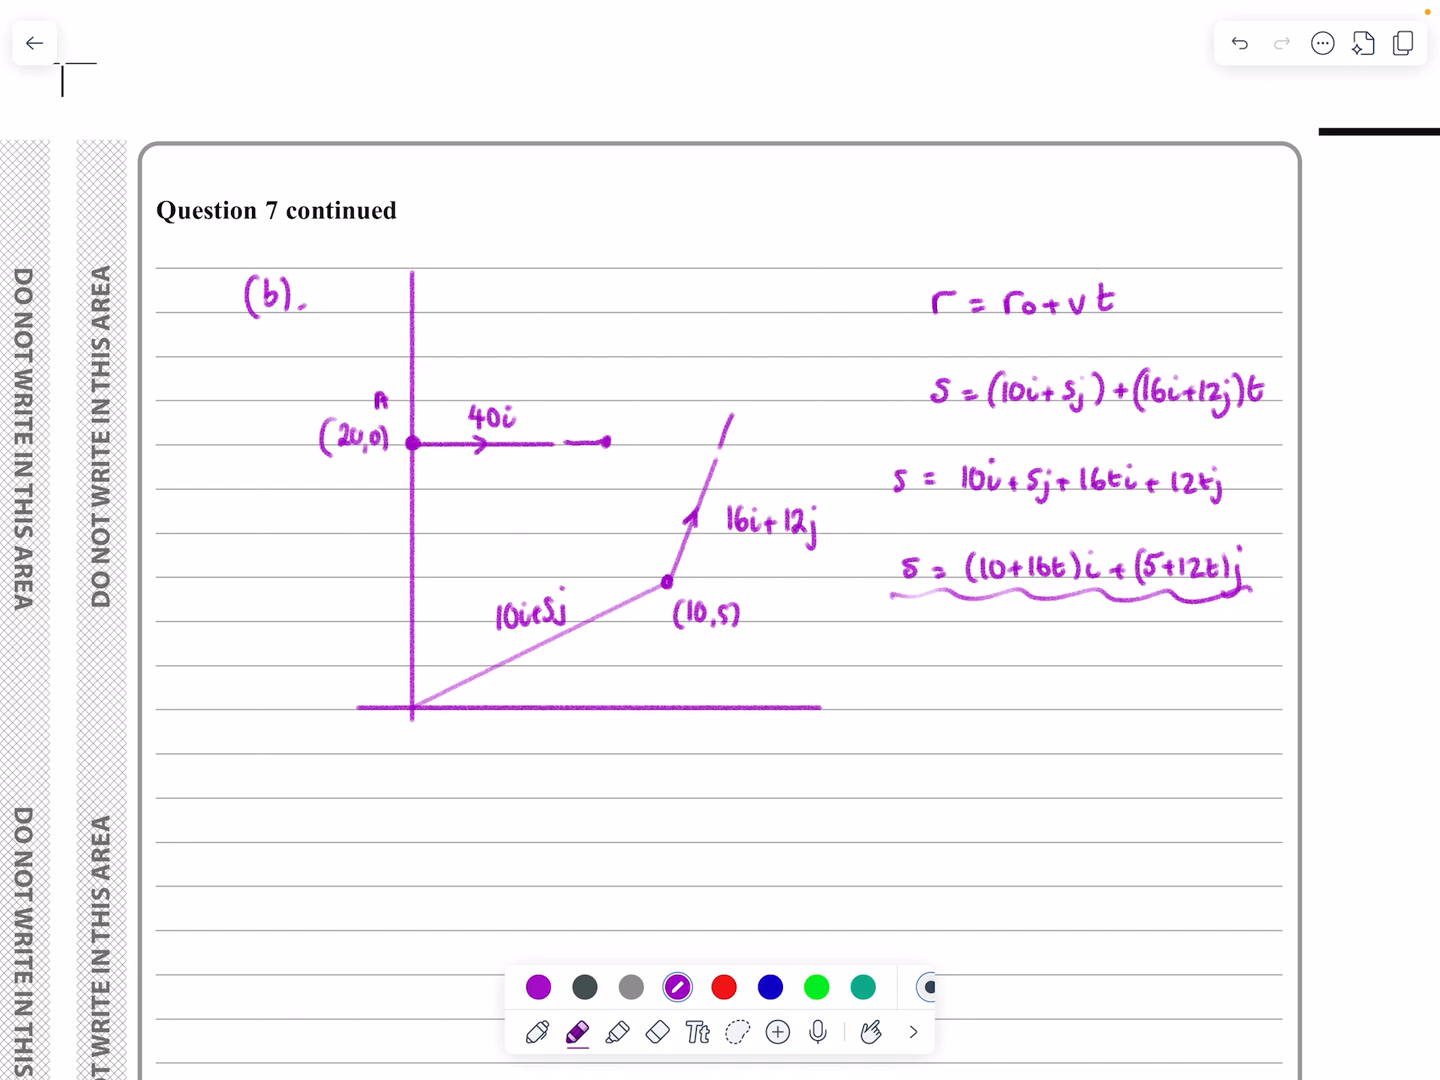 Question 7 continued
(b).
r = r0 + vt
A
(20,0)
40i
s = (10i + 5j) + (16i + 12j)t
s = 10i + 5j + 16ti + 12tj
16i + 12j
s = (10 + 16t)i + (5 + 12t)j
10i + 5j
(10,5)
DO NOT WRITE IN THIS AREA
DO NOT WRITE IN THIS AREA
DO NOT WRITE IN THIS
OT WRITE IN THIS AREA
Tt